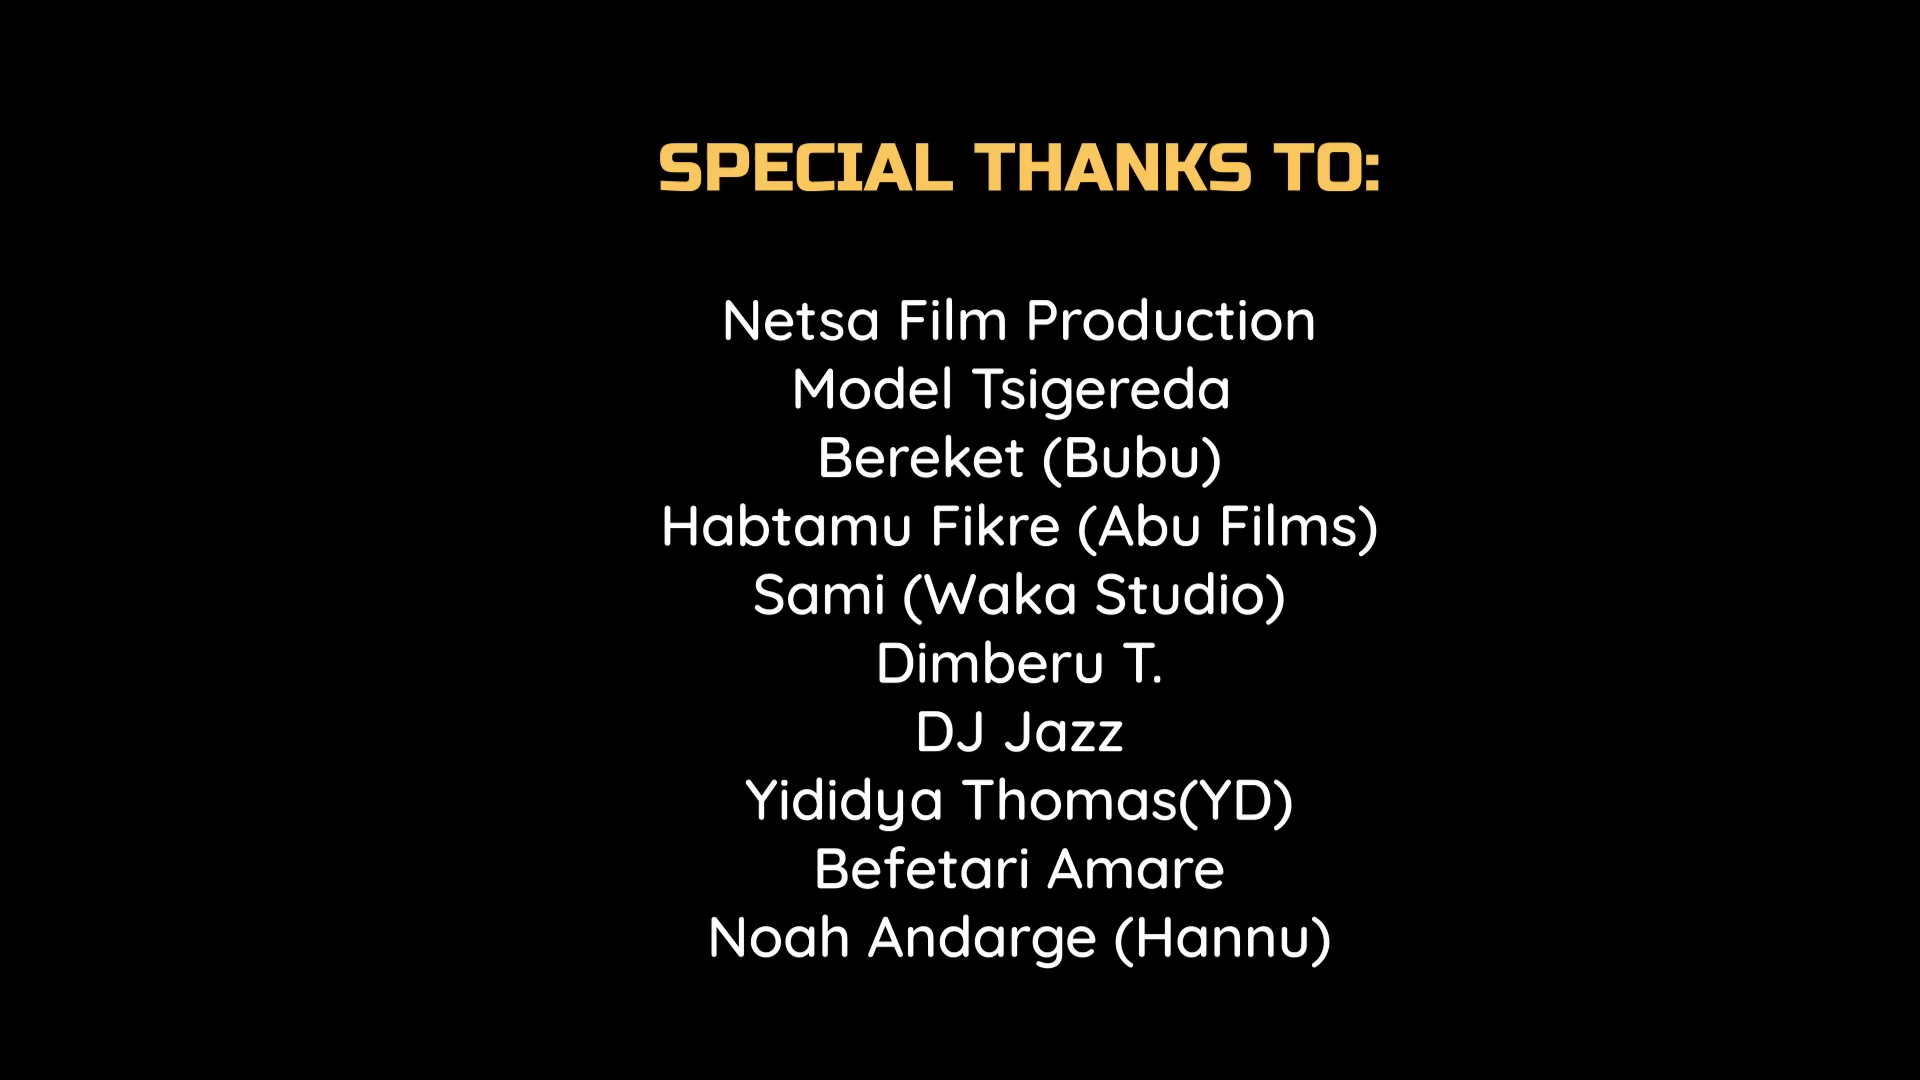 SPECIAL THANKS TO:
Netsa Film Production
Model Tsigereda
Bereket (Bubu)
Habtamu Fikre (Abu Films)
Sami (Waka Studio)
Dimberu T.
DJ Jazz
Yididya Thomas(YD)
Befetari Amare
Noah Andarge (Hannu)